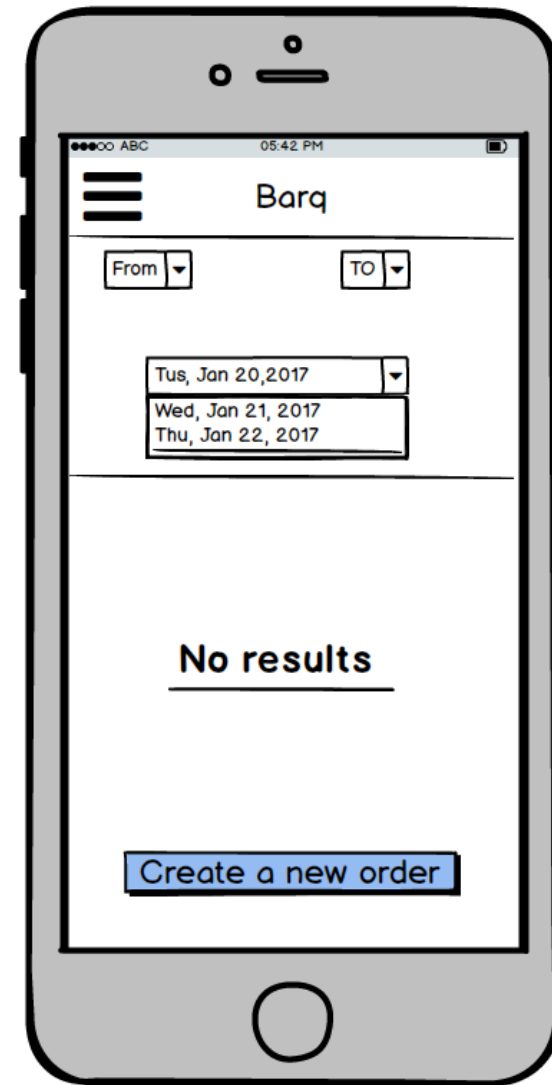 ABC 05:42 PM
Barq
From TO
Tus, Jan 20,2017
Wed, Jan 21, 2017
Thu, Jan 22, 2017
No results
Create a new order